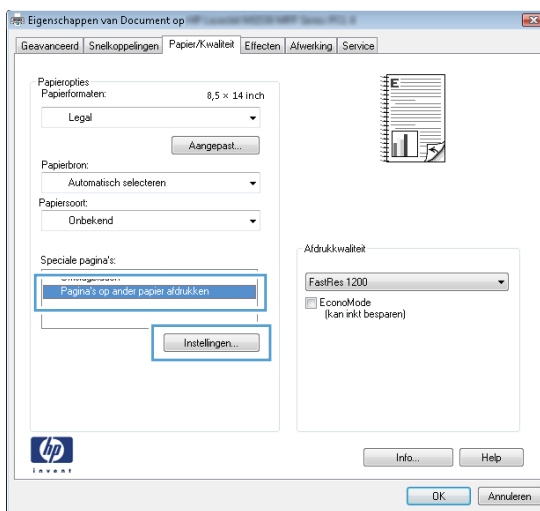 Eigenschappen van Document op
Geavanceerd Snelkoppelingen Papier/Kwaliteit Effecten Afwerking Service
Papieropties
Papierformaten: 8,5 × 14 inch
Legal
Aangepast...
Papierbron:
Automatisch selecteren
Papiersoort:
Onbekend
Speciale pagina's:
Pagina's op ander papier afdrukken
Instellingen...
E
Afdrukkwaliteit
FastRes 1200
EconoMode
(kan inkt besparen)
hp
invent
Info... Help
OK Annuleren